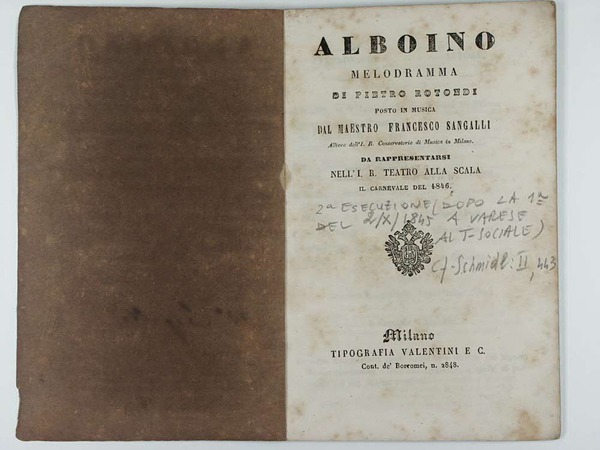 ALBOINO
MELODRAMMA
DI PIETRO ROTONDI
POSTO IN MUSICA
DAL MAESTRO FRANCESCO SANGALLI
Allievo dell'I. R. Conservatorio di Musica in Milano.
DA RAPPRESENTARSI
NELL'I. R. TEATRO ALLA SCALA
IL CARNEVALE DEL 1846.
2ª ESECUZIONE (DOPO LA 1ª
DEL 2/X/1845 A VARESE
AL T-SOCIALE)
cf-Schmidl: II, 443
Milano
TIPOGRAFIA VALENTINI E C.
Cont. de' Borromei, n. 2848.